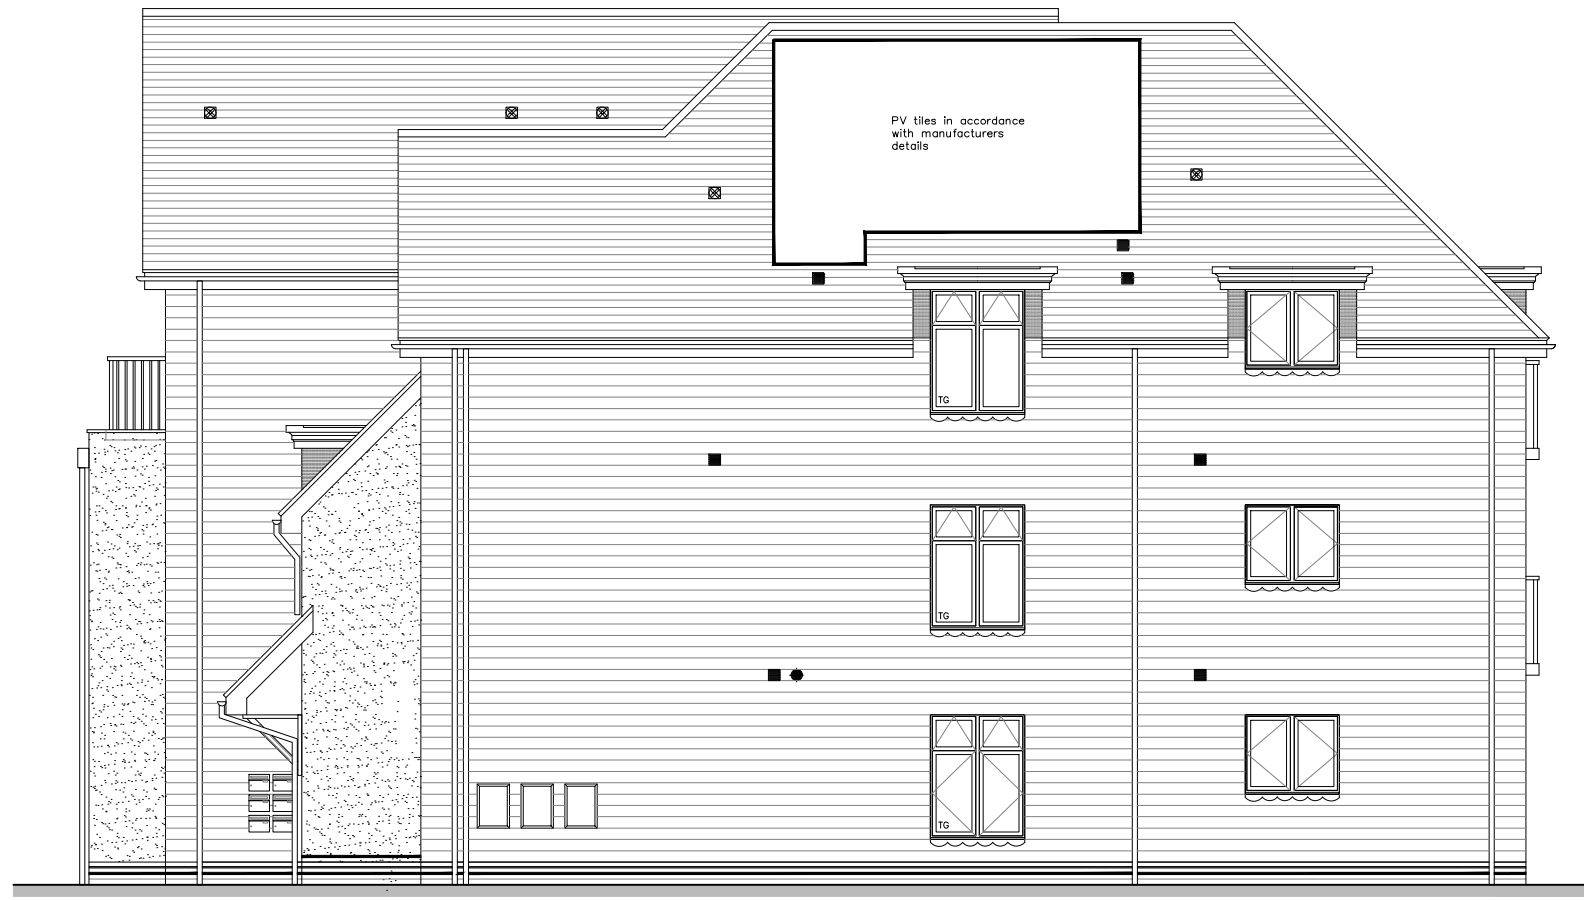 PV tiles in accordance
with manufacturers
details
TG
TG
TG